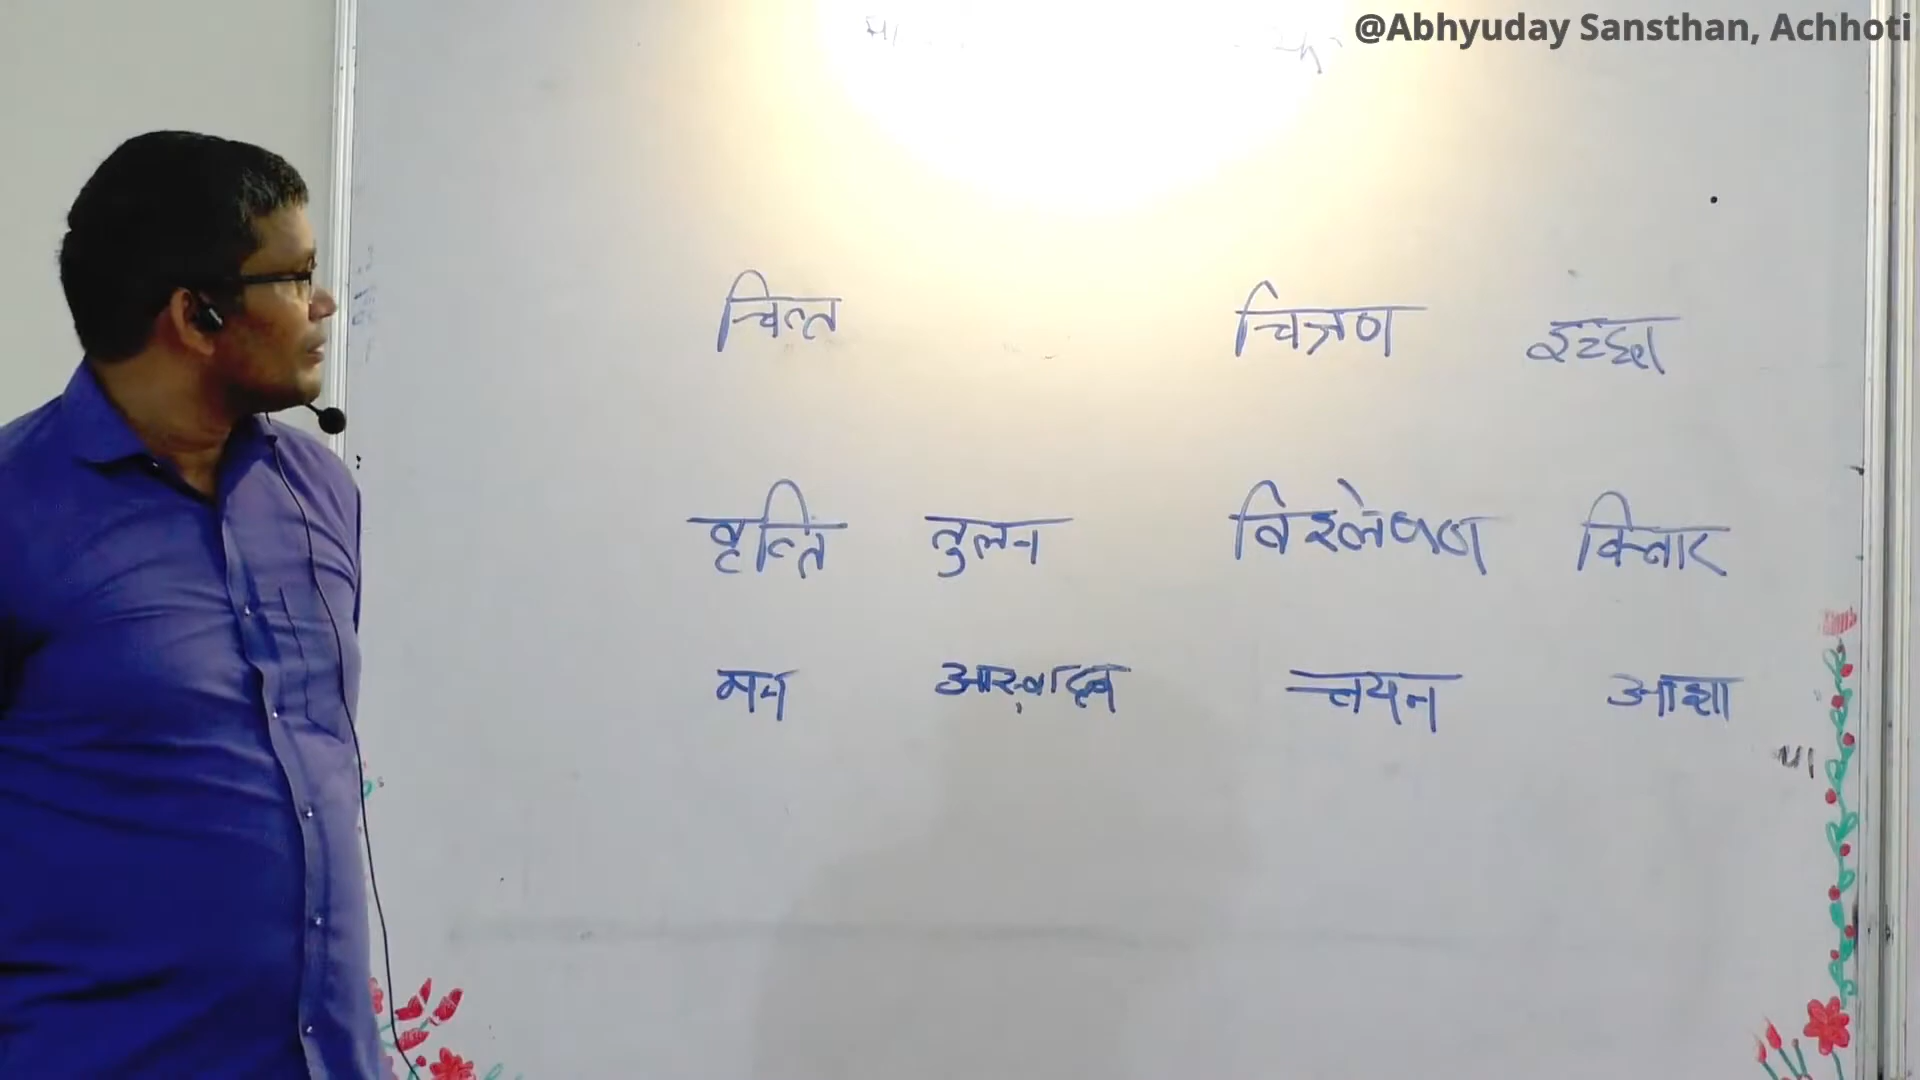 @Abhyuday Sansthan, Achhoti
चित्त चित्रण इच्छा
वृत्ति तुलन विश्लेषण विचार
मन आस्वादन चयन आशा